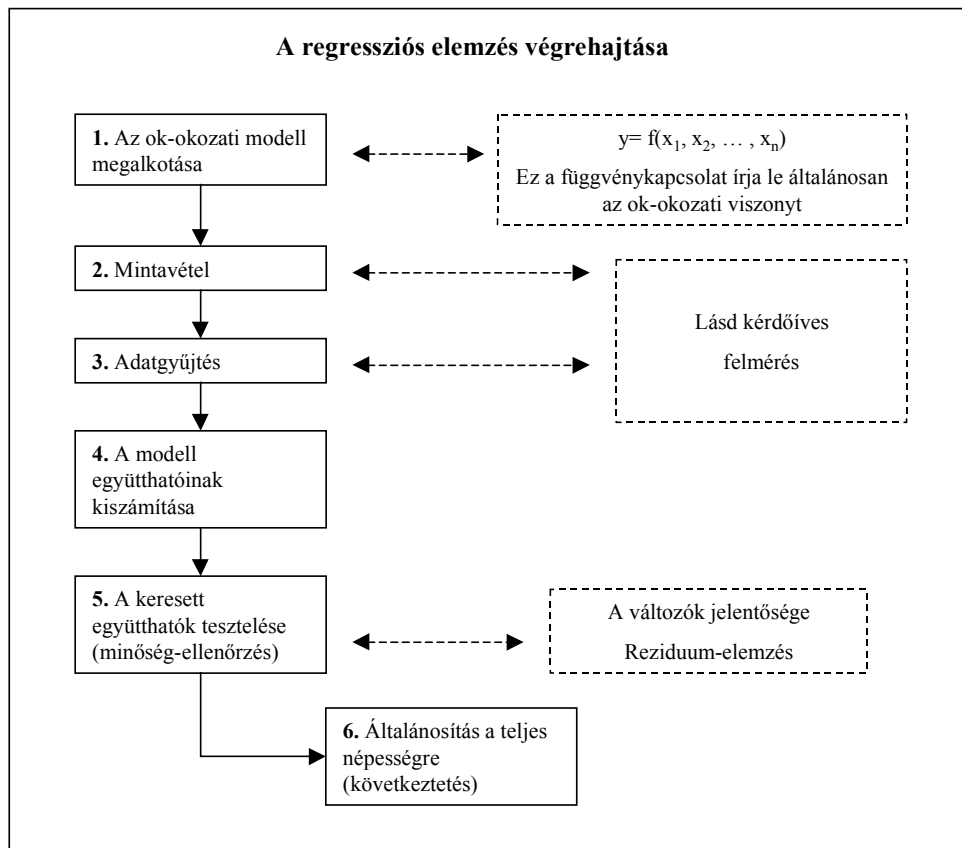 A regressziós elemzés végrehajtása
1. Az ok-okozati modell
megalkotása
y= f(x₁, x₂, … , xₙ)
Ez a függvénykapcsolat írja le általánosan
az ok-okozati viszonyt
2. Mintavétel
3. Adatgyűjtés
Lásd kérdőíves
felmérés
4. A modell
együtthatóinak
kiszámítása
5. A keresett
együtthatók tesztelése
(minőség-ellenőrzés)
A változók jelentősége
Reziduum-elemzés
6. Általánosítás a teljes
népességre
(következtetés)